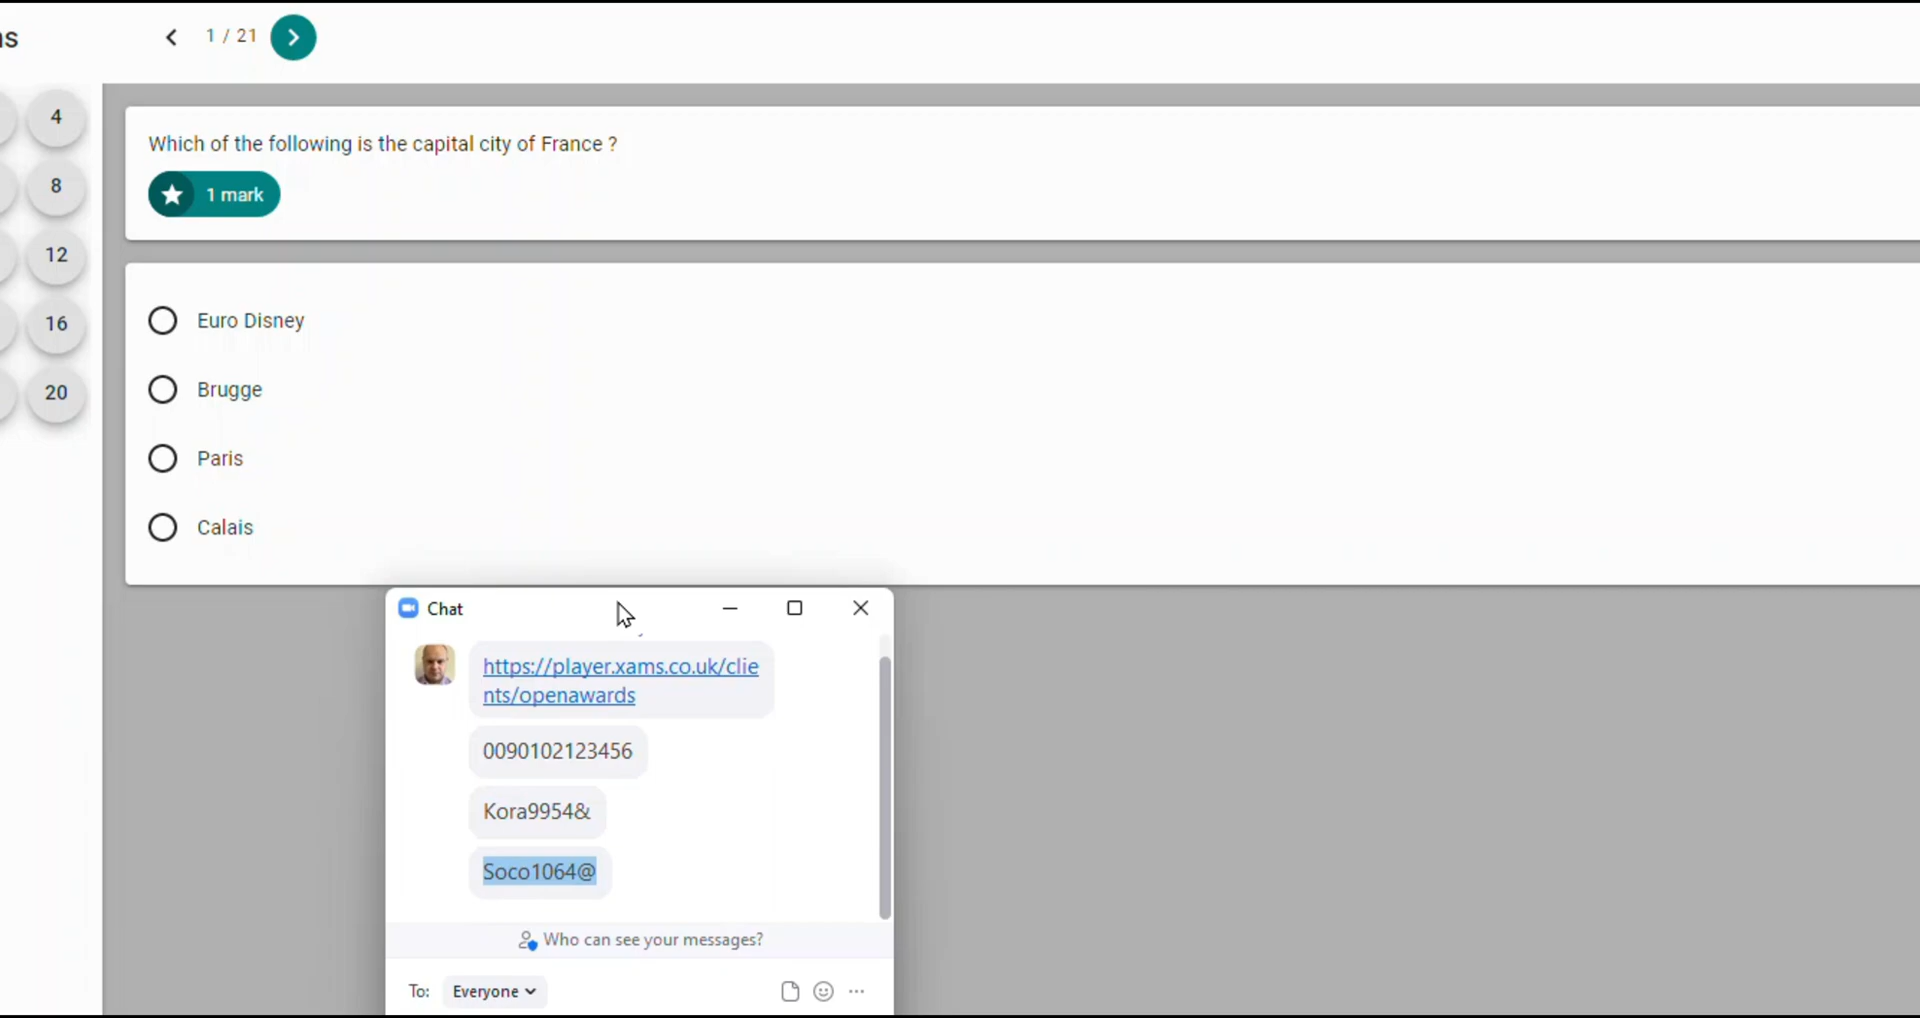 ns
1 / 21
4
8
12
16
20
Which of the following is the capital city of France ?
1 mark
Euro Disney
Brugge
Paris
Calais
Chat
https://player.xams.co.uk/clie
nts/openawards
0090102123456
Kora9954&
Soco1064@
Who can see your messages?
To: Everyone